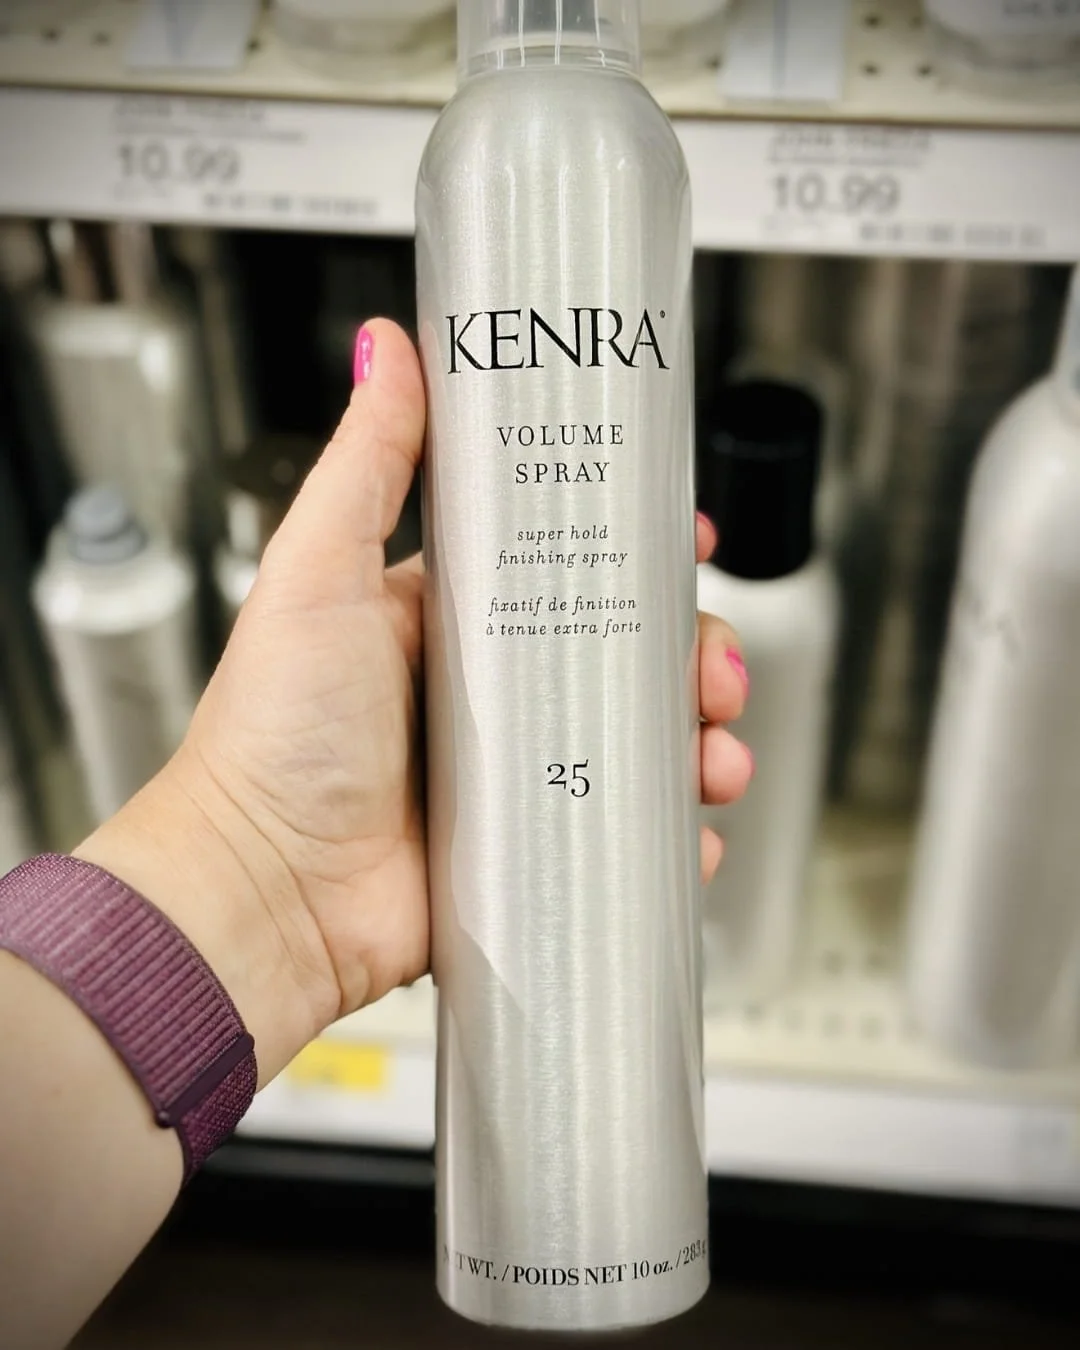 10.99
10.99
KENRA®
VOLUME
SPRAY
super hold
finishing spray
fixatif de finition
à tenue extra forte
25
WT. / POIDS NET 10 oz. / 283 g